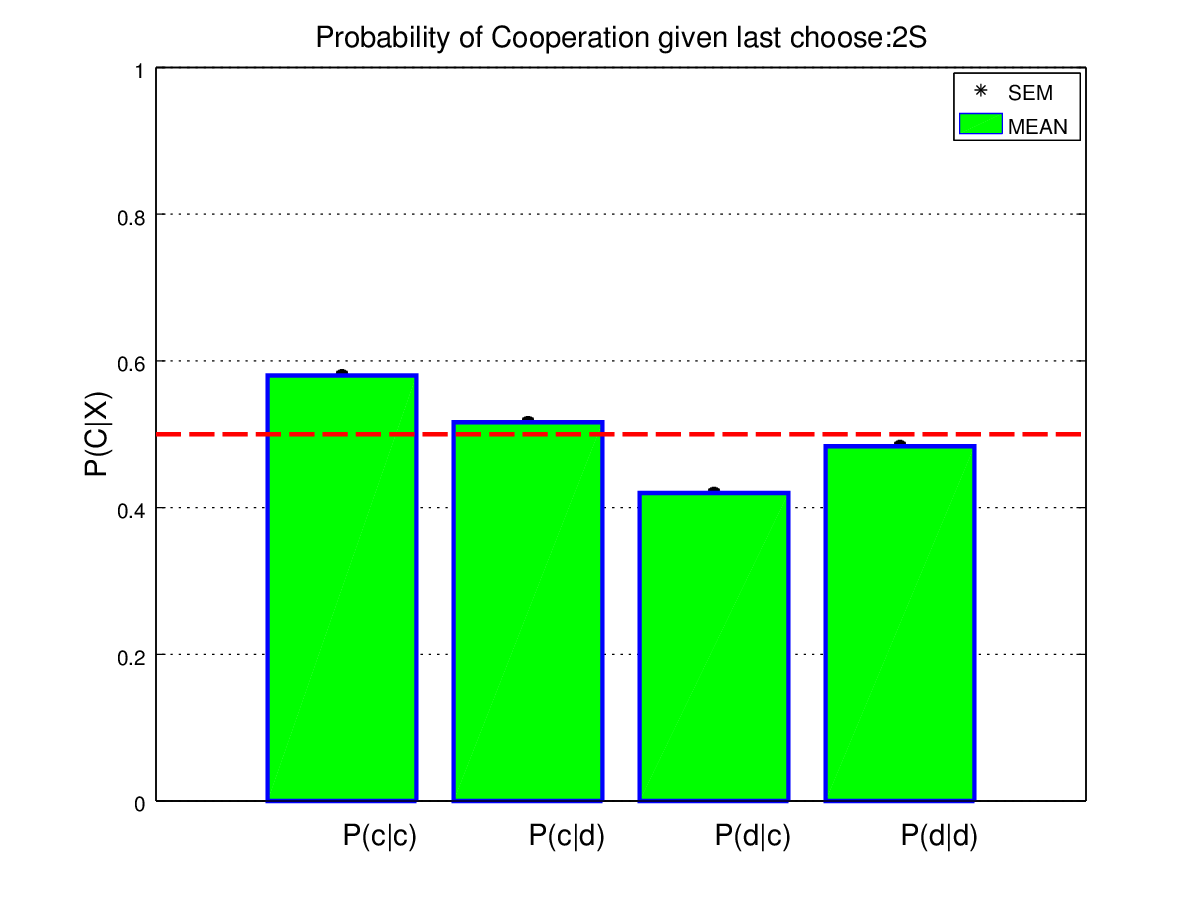 Probability of Cooperation given last choose:2S
SEM
MEAN
P(C|X)
1
0.8
0.6
0.4
0.2
0
P(c|c)
P(c|d)
P(d|c)
P(d|d)